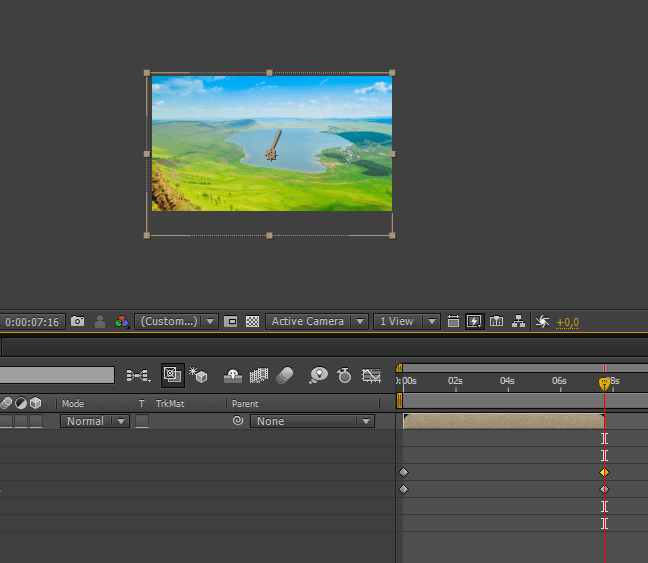 0:00:07:16 (Custom...) Active Camera 1 View +0,0
0:00s 02s 04s 06s 08s
Mode T TrkMat Parent
Normal None